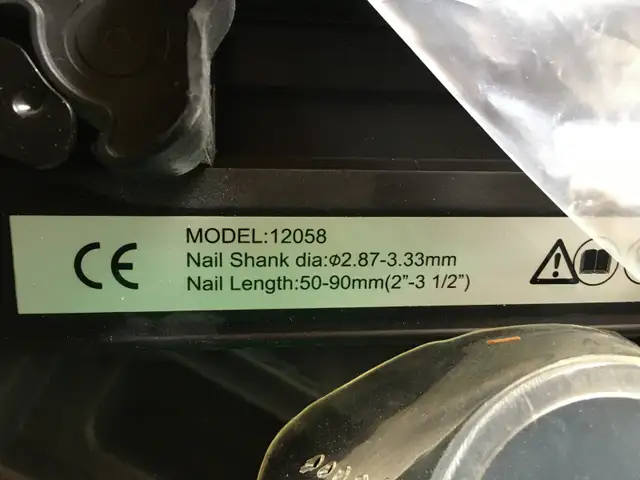 CE
MODEL:12058
Nail Shank dia:φ2.87-3.33mm
Nail Length:50-90mm(2"-3 1/2")